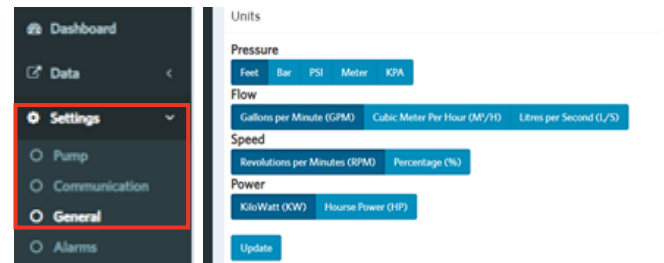 Dashboard
Data
Settings
Pump
Communication
General
Alarms
Units
Pressure
Feet Bar PSI Meter KPA
Flow
Gallons per Minute (GPM) Cubic Meter Per Hour (M³/H) Litres per Second (L/S)
Speed
Revolutions per Minutes (RPM) Percentage (%)
Power
KiloWatt (KW) Hourse Power (HP)
Update